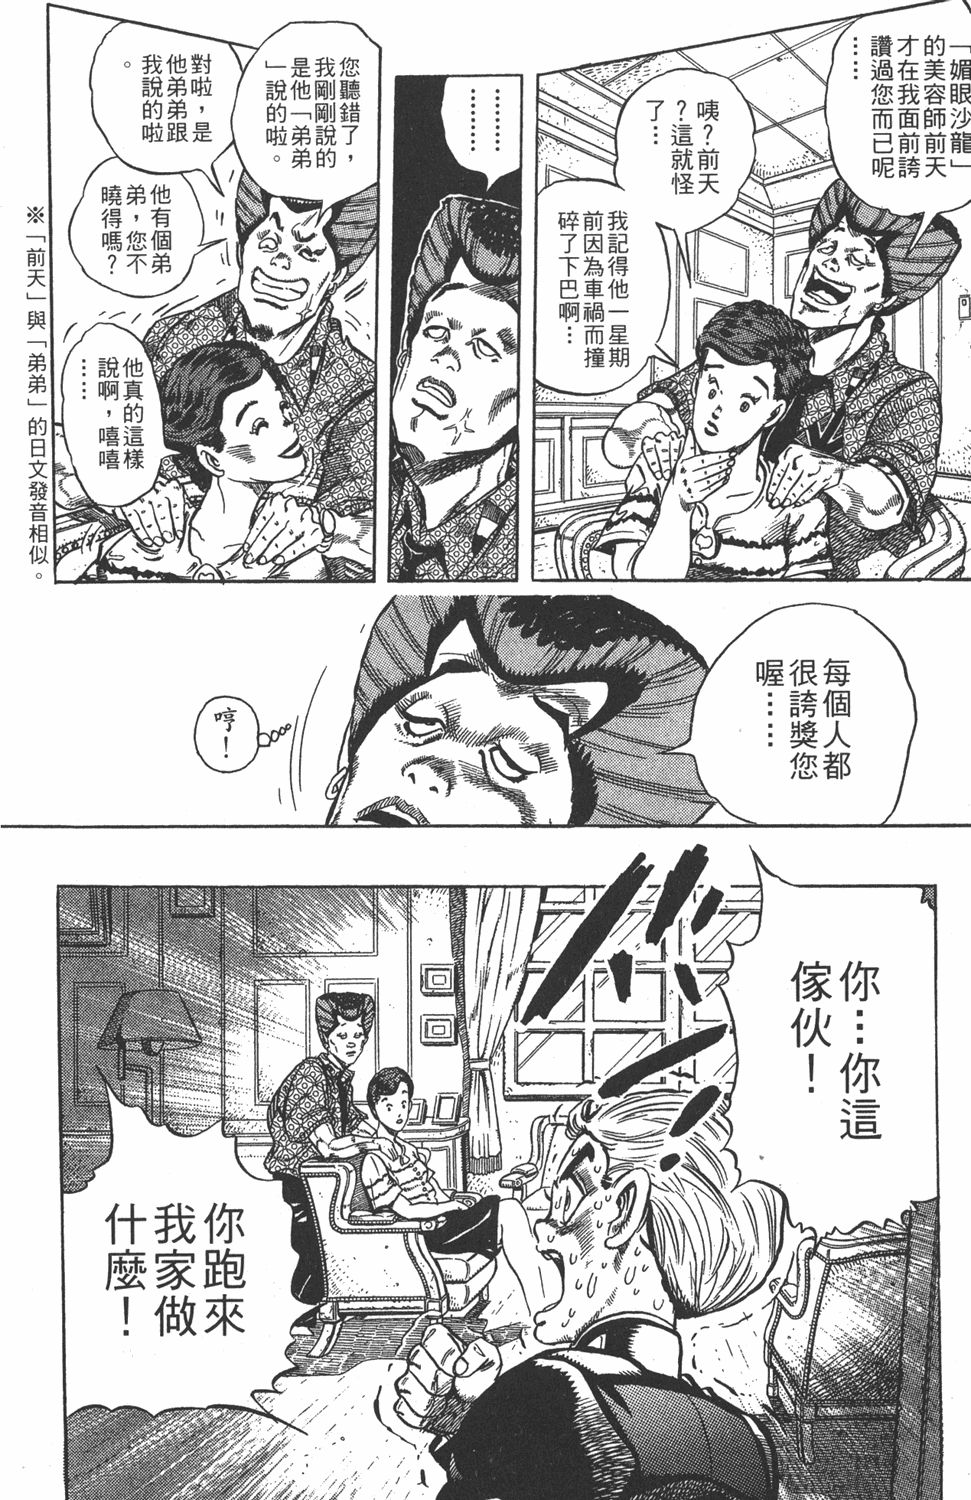 「媚眼沙龍」
的美容師前天
才在我面前誇
讚過您而已呢
……
咦？前天
？這就怪
了…
我記得他一星期
前因為車禍而撞
碎了下巴啊…
………
………
您聽錯了，
我剛剛說的
是他「弟弟
」說的啦。
對啦，是
他弟弟跟
我說的啦
。
他有個弟
弟，您不
曉得嗎？
他真的這樣
說啊，嘻嘻
……
※「前天」與「弟弟」的日文發音相似。
每個人都
很誇獎您
喔……
哼！
你…你這
傢伙！
バン
你跑來
我家做
什麼！